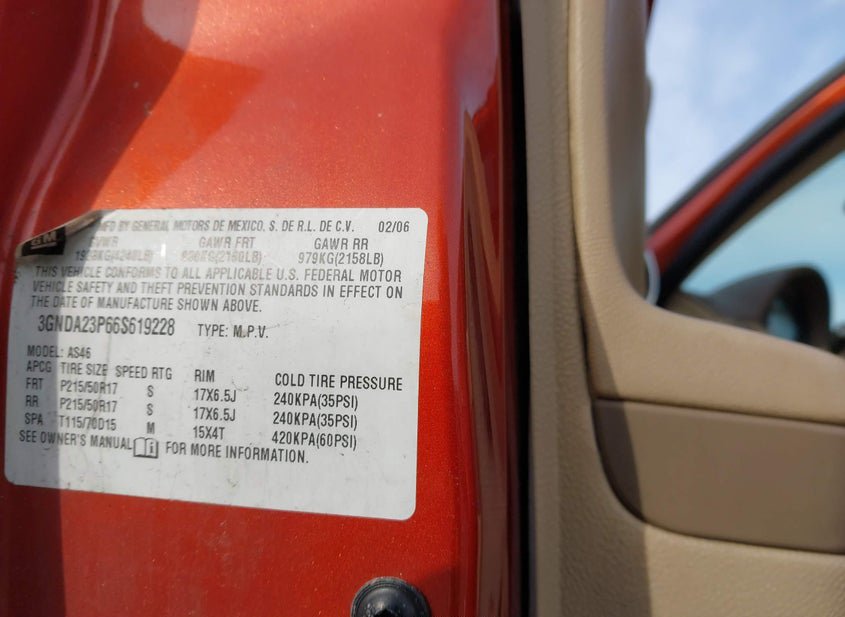 MFD BY GENERAL MOTORS DE MEXICO, S. DE R.L. DE C.V. 02/06
GVWR GAWR FRT GAWR RR
979KG(2158LB)
THIS VEHICLE CONFORMS TO ALL APPLICABLE U.S. FEDERAL MOTOR
VEHICLE SAFETY AND THEFT PREVENTION STANDARDS IN EFFECT ON
THE DATE OF MANUFACTURE SHOWN ABOVE.
3GNDA23P66S619228 TYPE: M.P.V.
MODEL: AS46
APCG TIRE SIZE SPEED RTG RIM COLD TIRE PRESSURE
FRT P215/50R17 S 17X6.5J 240KPA(35PSI)
RR P215/50R17 S 17X6.5J 240KPA(35PSI)
SPA T115/70D15 M 15X4T 420KPA(60PSI)
SEE OWNER'S MANUAL FOR MORE INFORMATION.